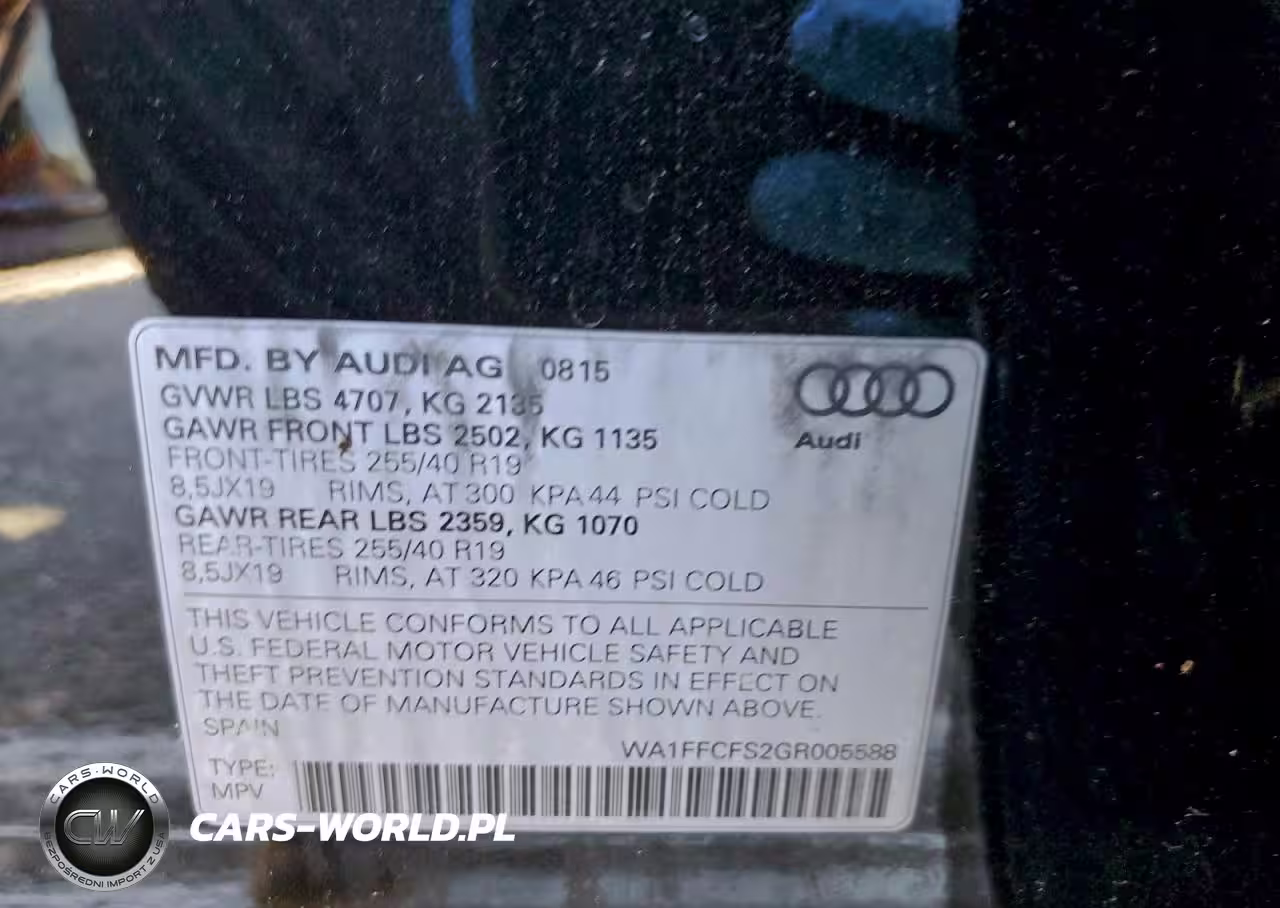 MFD. BY AUDI AG 0815
GVWR LBS 4707, KG 2135
GAWR FRONT LBS 2502, KG 1135
FRONT-TIRES 255/40 R19
8,5JX19 RIMS, AT 300 KPA 44 PSI COLD
GAWR REAR LBS 2359, KG 1070
REAR-TIRES 255/40 R19
8,5JX19 RIMS, AT 320 KPA 46 PSI COLD
Audi
THIS VEHICLE CONFORMS TO ALL APPLICABLE
U.S. FEDERAL MOTOR VEHICLE SAFETY AND
THEFT PREVENTION STANDARDS IN EFFECT ON
THE DATE OF MANUFACTURE SHOWN ABOVE.
SPAIN
WA1FFCFS2GR005588
TYPE:
MPV
CARS-WORLD
CW
BEZPOŚREDNI IMPORT Z USA
CARS-WORLD.PL